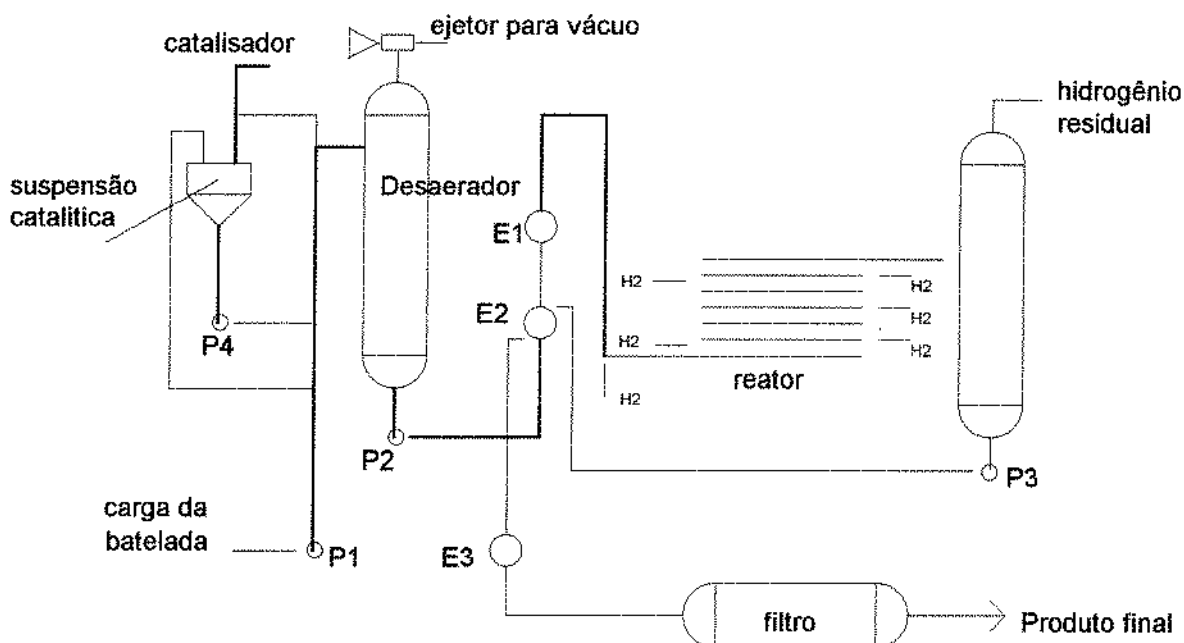 ejetor para vácuo
catalisador
hidrogênio
residual
suspensão
catalitica
Desaerador
E1
H2
H2
E2
H2
P4
H2
H2
reator
H2
P2
P3
carga da
batelada
P1
E3
filtro
Produto final